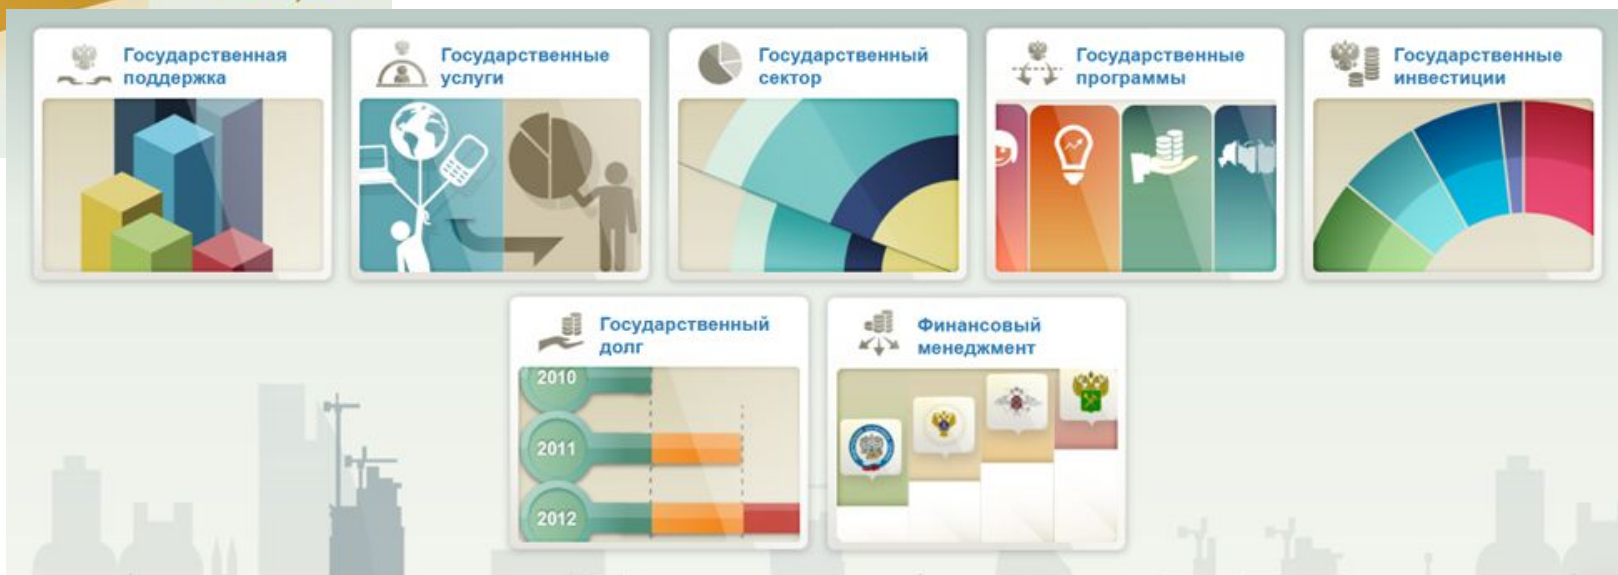 Государственная
поддержка
Государственные
услуги
Государственный
сектор
Государственные
программы
Государственные
инвестиции
Государственный
долг
2010
2011
2012
Финансовый
менеджмент